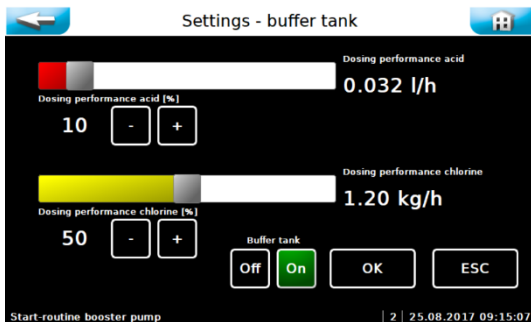 Settings - buffer tank
Dosing performance acid
0.032 l/h
Dosing performance acid [%]
10 - +
Dosing performance chlorine
1.20 kg/h
Dosing performance chlorine [%]
50 - +
Buffer tank
Off On OK ESC
Start-routine booster pump | 2 | 25.08.2017 09:15:07